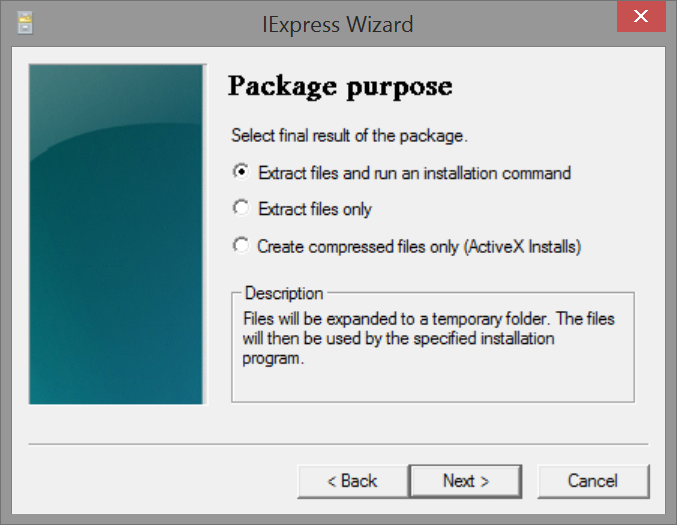 IExpress Wizard
Package purpose
Select final result of the package.
Extract files and run an installation command
Extract files only
Create compressed files only (ActiveX Installs)
Description
Files will be expanded to a temporary folder. The files
will then be used by the specified installation
program.
< Back
Next >
Cancel